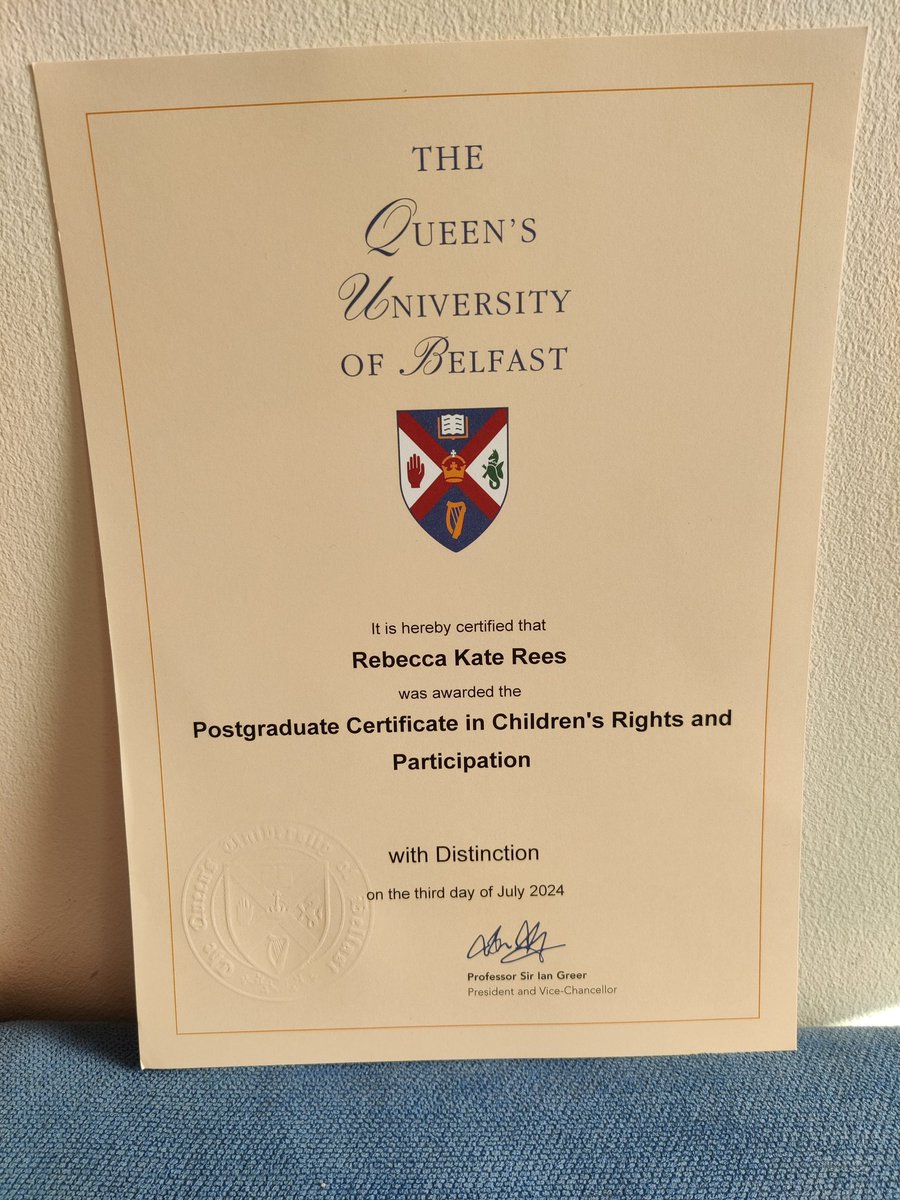 THE
QUEEN'S
UNIVERSITY
OF BELFAST
It is hereby certified that
Rebecca Kate Rees
was awarded the
Postgraduate Certificate in Children's Rights and
Participation
with Distinction
on the third day of July 2024
Professor Sir Ian Greer
President and Vice-Chancellor